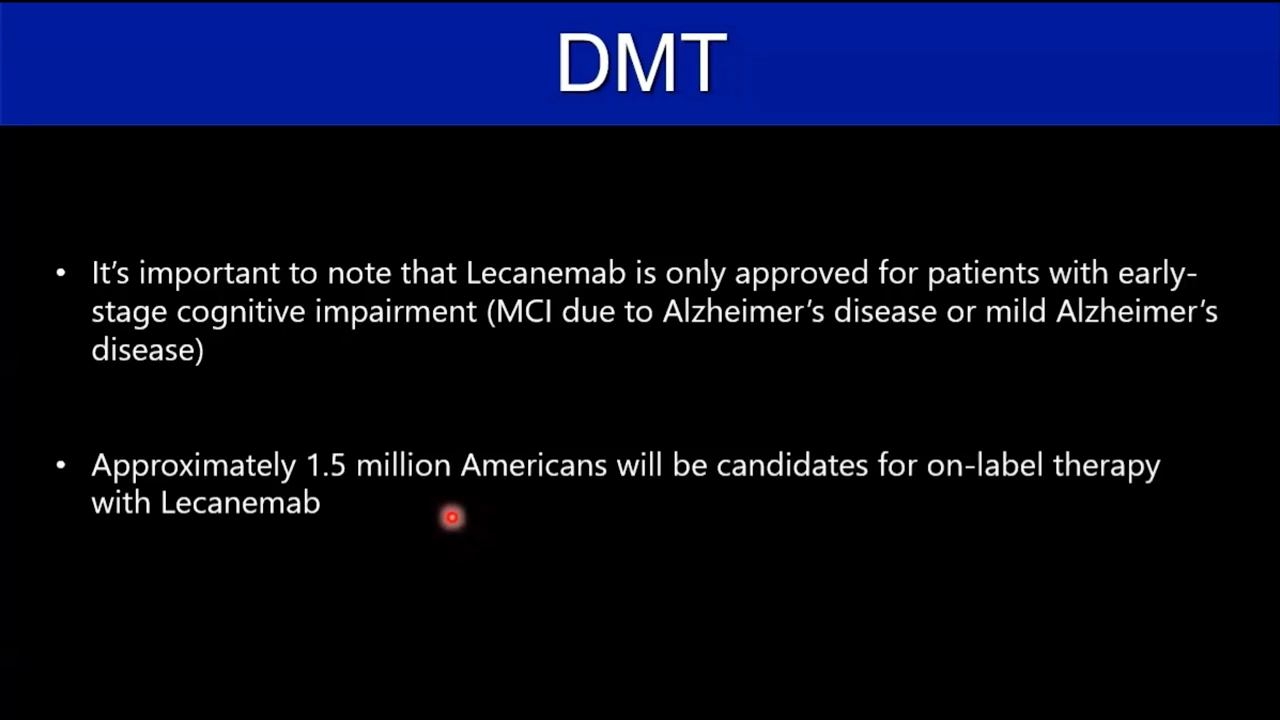 DMT
• It’s important to note that Lecanemab is only approved for patients with early-
stage cognitive impairment (MCI due to Alzheimer’s disease or mild Alzheimer’s
disease)
• Approximately 1.5 million Americans will be candidates for on-label therapy
with Lecanemab